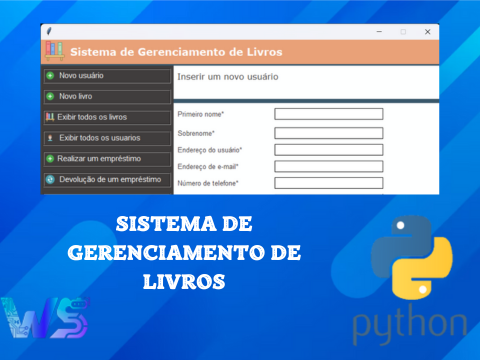 Sistema de Gerenciamento de Livros
Novo usuário
Novo livro
Exibir todos os livros
Exibir todos os usuarios
Realizar um empréstimo
Devolução de um empréstimo
Inserir um novo usuário
Primeiro nome*
Sobrenome*
Endereço do usuário*
Endereço de e-mail*
Número de telefone*
SISTEMA DE
GERENCIAMENTO DE
LIVROS
WS
python